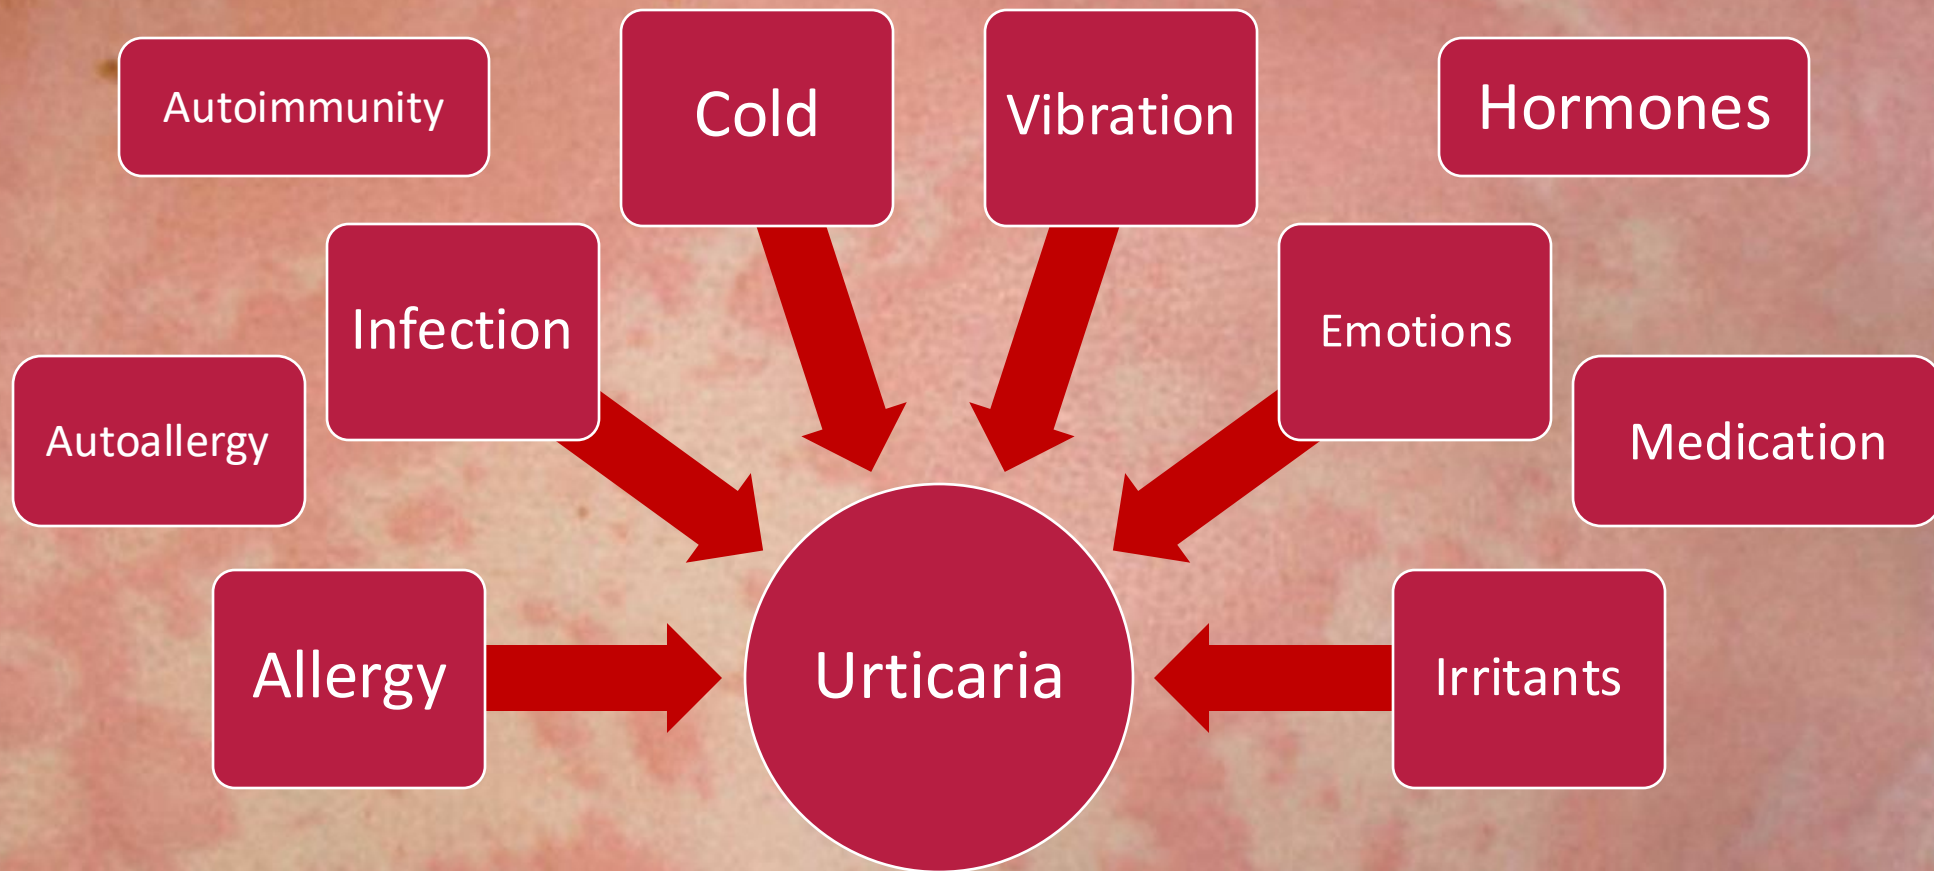 Autoimmunity
Cold
Vibration
Hormones
Infection
Emotions
Autoallergy
Medication
Allergy
Urticaria
Irritants